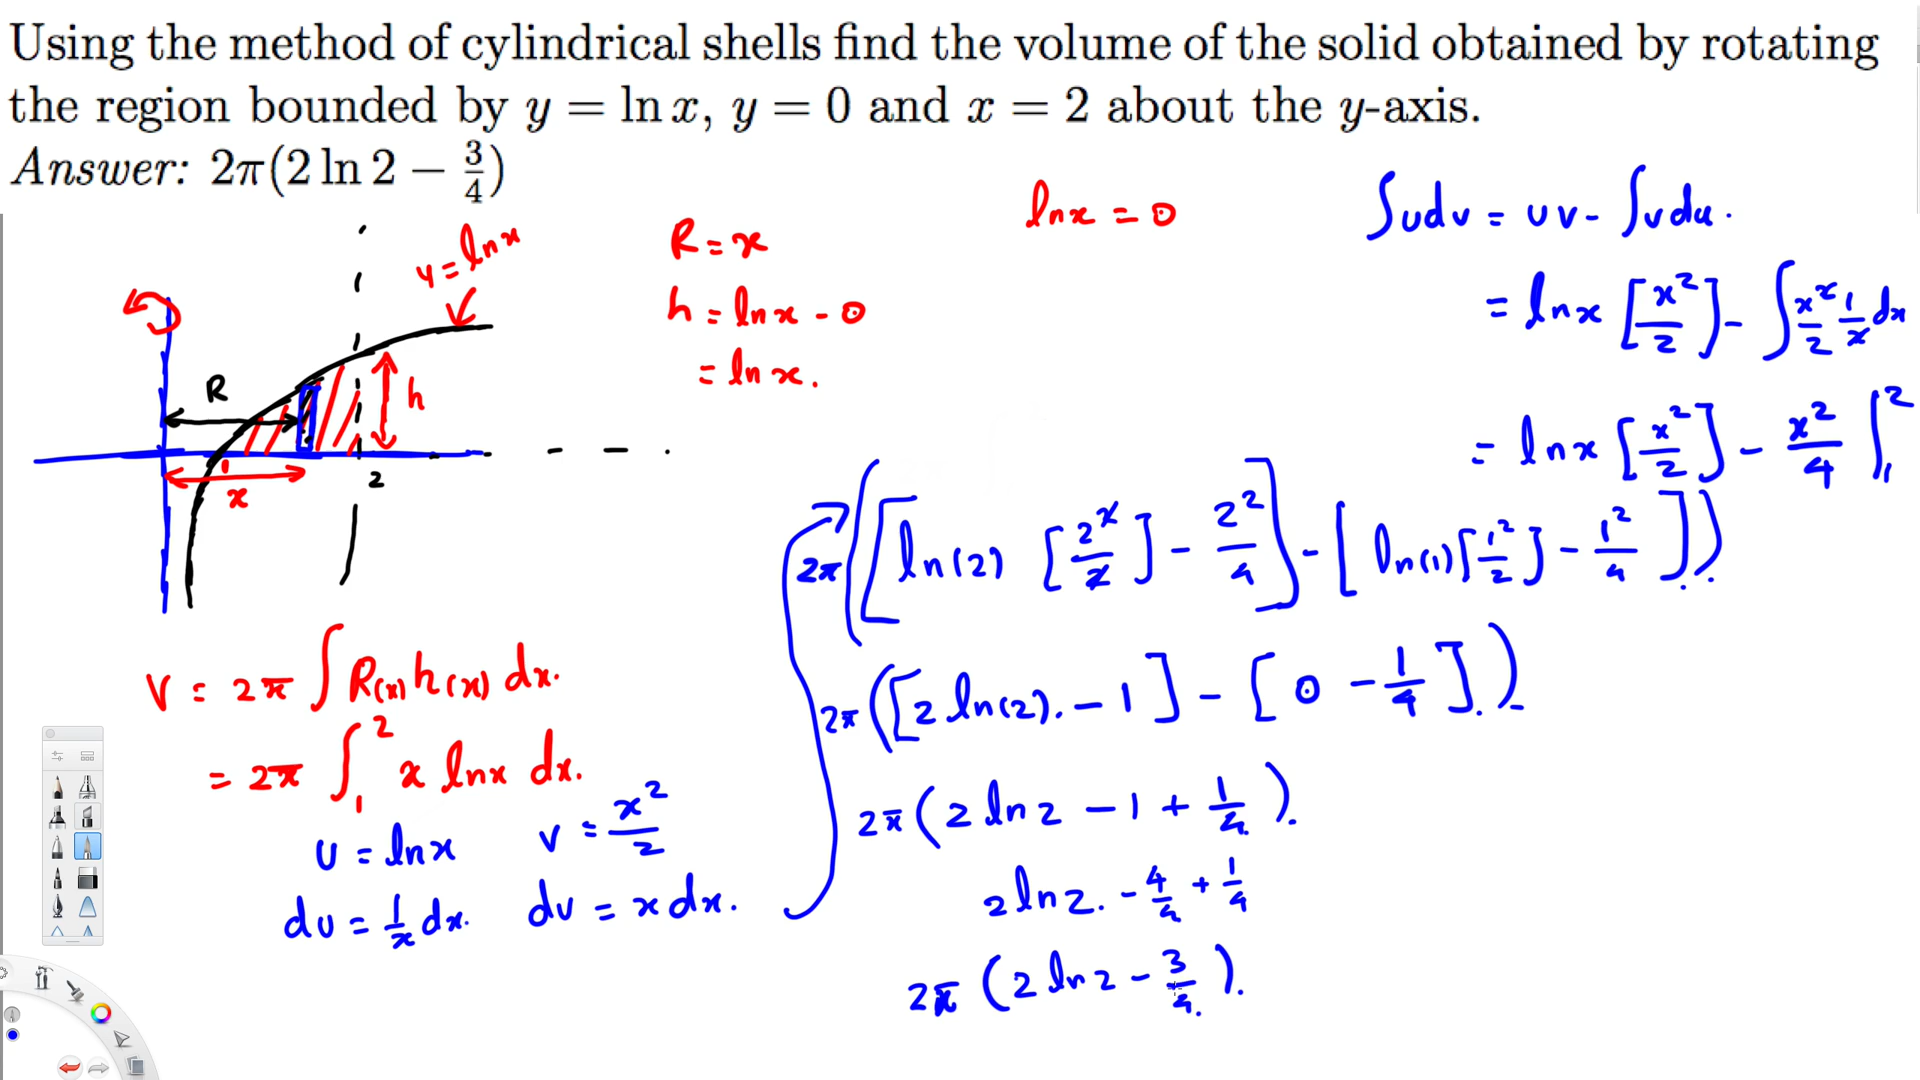 Using the method of cylindrical shells find the volume of the solid obtained by rotating
the region bounded by y = ln x, y = 0 and x = 2 about the y-axis.
Answer: 2π(2 ln 2 − 3/4)
y = ln x
R
h
1
x
2
R = x
h = ln x - 0
= ln x.
ln x = 0
∫ u dv = uv - ∫ v du.
= ln x [x²/2] - ∫ x²/2 1/x dx
= ln x [x²/2] - x²/4 |₁²
V = 2π ∫ R(x) h(x) dx.
= 2π ∫₁² x ln x dx.
u = ln x v = x²/2
du = 1/x dx. dv = x dx.
2π([ln(2) [2²/2] - 2²/4] - [ln(1) [1²/2] - 1²/4])
2π([2 ln(2). - 1] - [0 - 1/4].)
2π(2 ln 2 - 1 + 1/4).
2 ln 2. - 4/4 + 1/4
2π(2 ln 2 - 3/4).